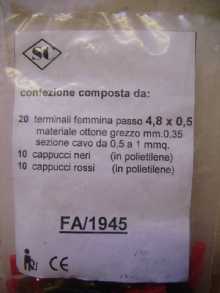 SC
confezione composta da:
20 terminali femmina passo 4,8 x 0,5
materiale ottone grezzo mm.0,35
sezione cavo da 0,5 a 1 mmq.
10 cappucci neri (in polietilene)
10 cappucci rossi (in polietilene)
FA/1945
CE